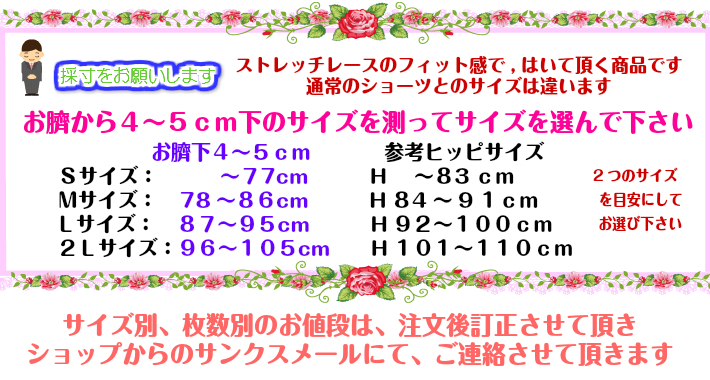 採寸をお願いします
ストレッチレースのフィット感で,はいて頂く商品です
通常のショーツとのサイズは違います
お臍から４～５ｃｍ下のサイズを測ってサイズを選んで下さい
お臍下４～５ｃｍ　参考ヒッピサイズ
Ｓサイズ：　～７７cm　Ｈ　～８３ｃｍ　２つのサイズ
Ｍサイズ：　７８～８６cm　Ｈ８４～９１ｃｍ　を目安にして
Ｌサイズ：　８７～９５cm　Ｈ９２～１００ｃｍ　お選び下さい
２Ｌサイズ：９６～１０５cm　Ｈ１０１～１１０ｃｍ
サイズ別、枚数別のお値段は、注文後訂正させて頂き
ショップからのサンクスメールにて、ご連絡させて頂きます